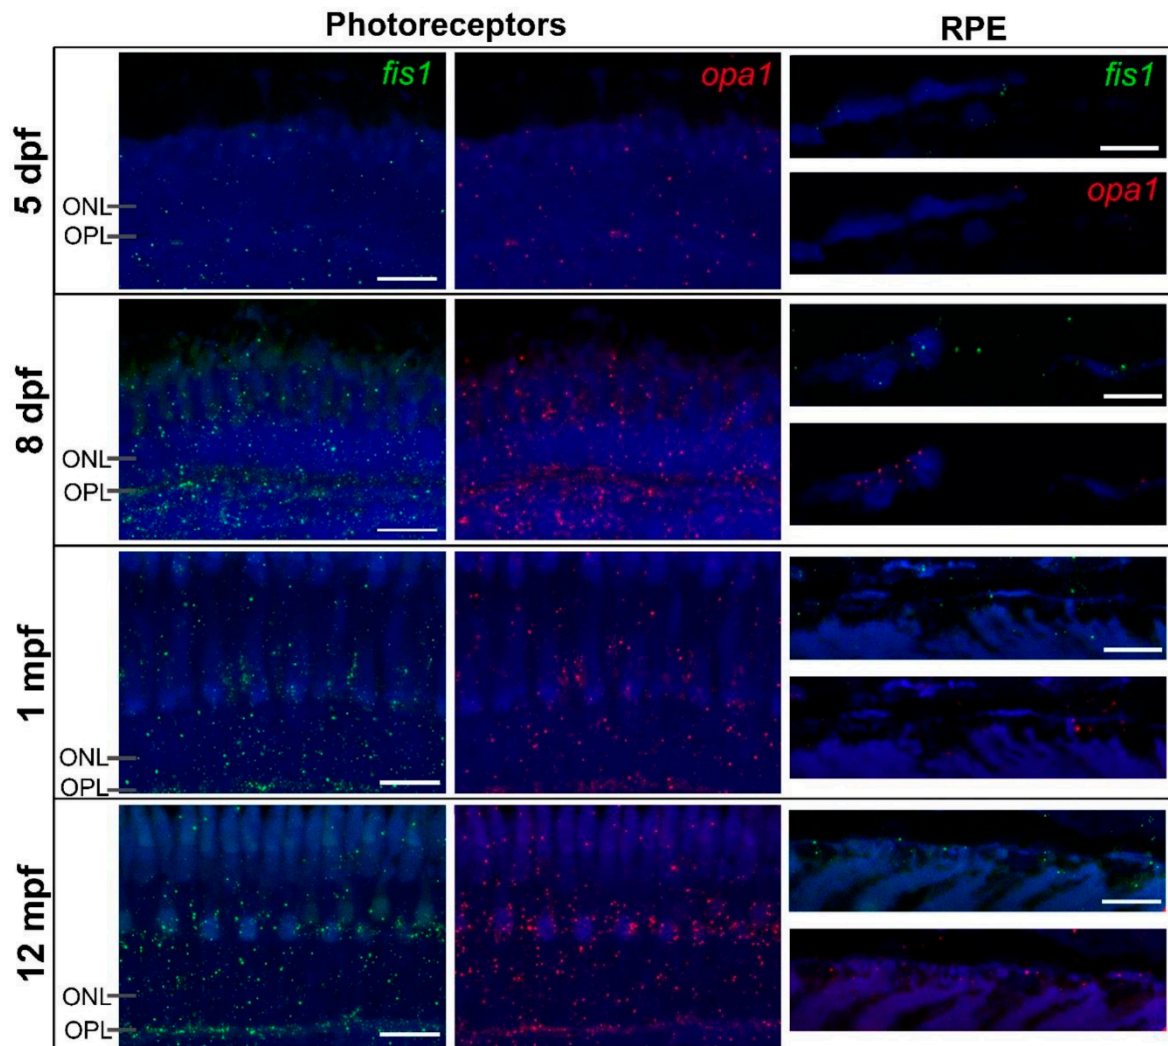 Photoreceptors
RPE
5 dpf
fis1
opa1
fis1
opa1
ONL
OPL
8 dpf
ONL
OPL
1 mpf
ONL
OPL
12 mpf
ONL
OPL